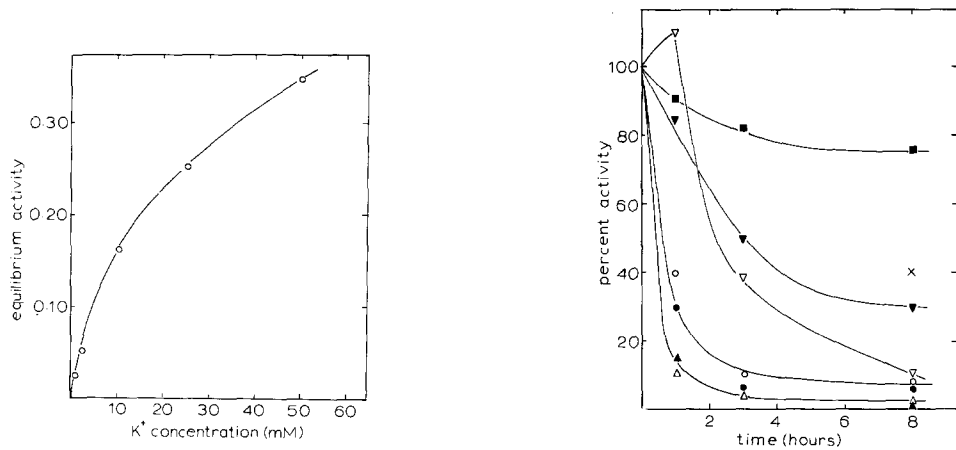 equilibrium activity
0.30
0.20
0.10
10 20 30 40 50 60
K⁺ concentration (mM)
percent activity
100
80
60
40
20
2 4 6 8
time (hours)